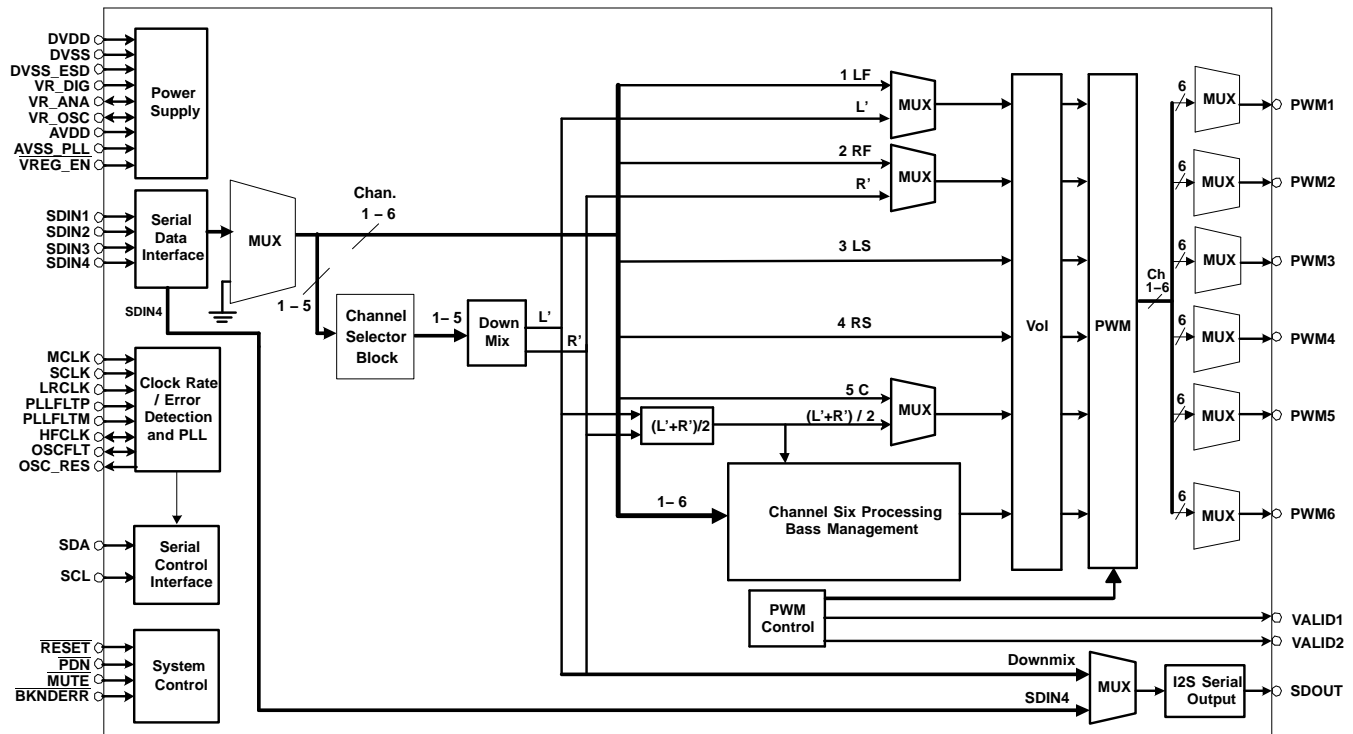 DVDD
DVSS
DVSS_ESD
VR_DIG
VR_ANA
VR_OSC
AVDD
AVSS_PLL
VREG_EN
Power
Supply
SDIN1
SDIN2
SDIN3
SDIN4
Serial
Data
Interface
MUX
SDIN4
Chan.
1 – 6
1 – 5
Channel
Selector
Block
1– 5
Down
Mix
L'
R'
MCLK
SCLK
LRCLK
PLLFLTP
PLLFLTM
HFCLK
OSCFLT
OSC_RES
Clock Rate
/ Error
Detection
and PLL
SDA
SCL
Serial
Control
Interface
RESET
PDN
MUTE
BKNDERR
System
Control
1 LF
L'
MUX
2 RF
R'
MUX
3 LS
4 RS
5 C
(L'+R') / 2
MUX
(L'+R')/2
1– 6
Channel Six Processing
Bass Management
Vol
PWM
PWM
Control
Ch
1–6
6
MUX
PWM1
6
MUX
PWM2
6
MUX
PWM3
6
MUX
PWM4
6
MUX
PWM5
6
MUX
PWM6
VALID1
VALID2
Downmix
SDIN4
MUX
I2S Serial
Output
SDOUT